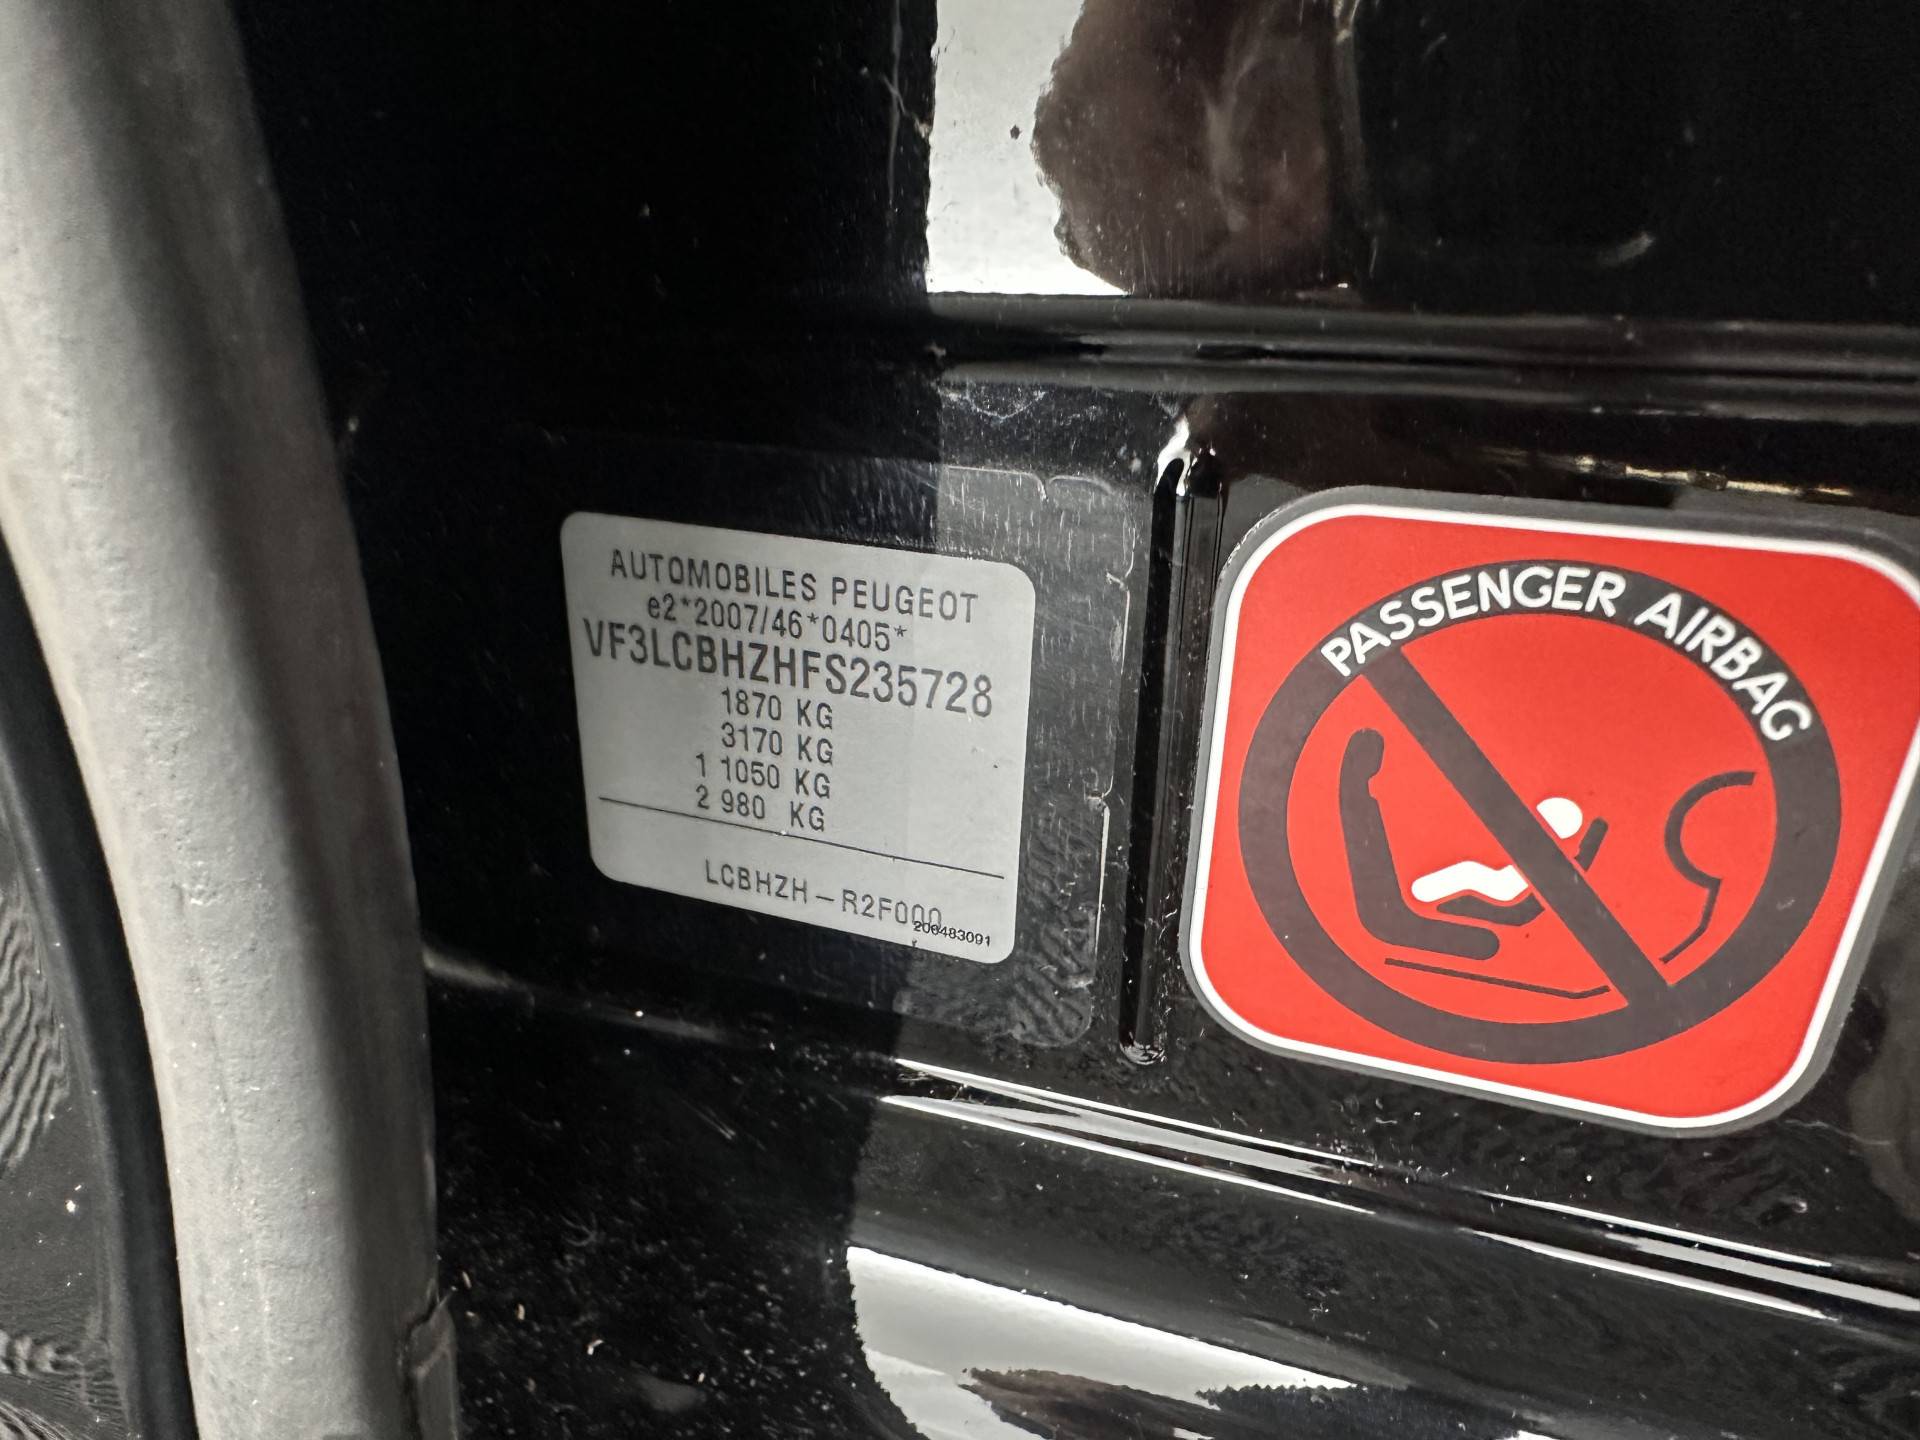 AUTOMOBILES PEUGEOT
e2*2007/46*0405*
VF3LCBHZHFS235728
1870 KG
3170 KG
1 1050 KG
2 980 KG
LCBHZH-R2F000
206483091
PASSENGER AIRBAG